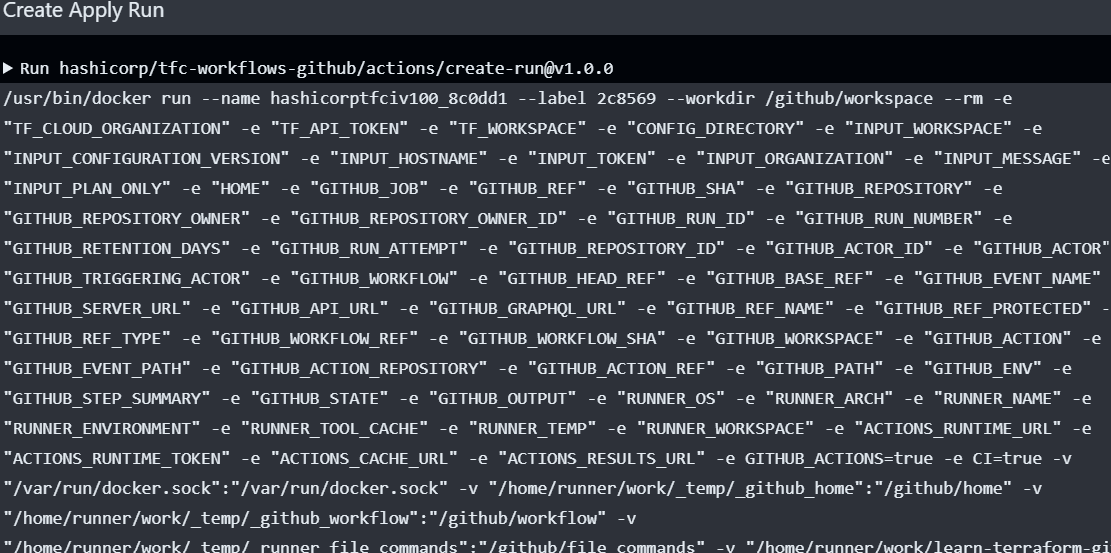 Create Apply Run
▶ Run hashicorp/tfc-workflows-github/actions/create-run@v1.0.0
/usr/bin/docker run --name hashicorptfciv100_8c0dd1 --label 2c8569 --workdir /github/workspace --rm -e
"TF_CLOUD_ORGANIZATION" -e "TF_API_TOKEN" -e "TF_WORKSPACE" -e "CONFIG_DIRECTORY" -e "INPUT_WORKSPACE" -e
"INPUT_CONFIGURATION_VERSION" -e "INPUT_HOSTNAME" -e "INPUT_TOKEN" -e "INPUT_ORGANIZATION" -e "INPUT_MESSAGE" -e
"INPUT_PLAN_ONLY" -e "HOME" -e "GITHUB_JOB" -e "GITHUB_REF" -e "GITHUB_SHA" -e "GITHUB_REPOSITORY" -e
"GITHUB_REPOSITORY_OWNER" -e "GITHUB_REPOSITORY_OWNER_ID" -e "GITHUB_RUN_ID" -e "GITHUB_RUN_NUMBER" -e
"GITHUB_RETENTION_DAYS" -e "GITHUB_RUN_ATTEMPT" -e "GITHUB_REPOSITORY_ID" -e "GITHUB_ACTOR_ID" -e "GITHUB_ACTOR"
"GITHUB_TRIGGERING_ACTOR" -e "GITHUB_WORKFLOW" -e "GITHUB_HEAD_REF" -e "GITHUB_BASE_REF" -e "GITHUB_EVENT_NAME"
"GITHUB_SERVER_URL" -e "GITHUB_API_URL" -e "GITHUB_GRAPHQL_URL" -e "GITHUB_REF_NAME" -e "GITHUB_REF_PROTECTED" -
"GITHUB_REF_TYPE" -e "GITHUB_WORKFLOW_REF" -e "GITHUB_WORKFLOW_SHA" -e "GITHUB_WORKSPACE" -e "GITHUB_ACTION" -e
"GITHUB_EVENT_PATH" -e "GITHUB_ACTION_REPOSITORY" -e "GITHUB_ACTION_REF" -e "GITHUB_PATH" -e "GITHUB_ENV" -e
"GITHUB_STEP_SUMMARY" -e "GITHUB_STATE" -e "GITHUB_OUTPUT" -e "RUNNER_OS" -e "RUNNER_ARCH" -e "RUNNER_NAME" -e
"RUNNER_ENVIRONMENT" -e "RUNNER_TOOL_CACHE" -e "RUNNER_TEMP" -e "RUNNER_WORKSPACE" -e "ACTIONS_RUNTIME_URL" -e
"ACTIONS_RUNTIME_TOKEN" -e "ACTIONS_CACHE_URL" -e "ACTIONS_RESULTS_URL" -e GITHUB_ACTIONS=true -e CI=true -v
"/var/run/docker.sock":"/var/run/docker.sock" -v "/home/runner/work/_temp/_github_home":"/github/home" -v
"/home/runner/work/_temp/_github_workflow":"/github/workflow" -v
"/home/runner/work/_temp/_runner_file_commands":"/github/file_commands" -v "/home/runner/work/learn-terraform-gi